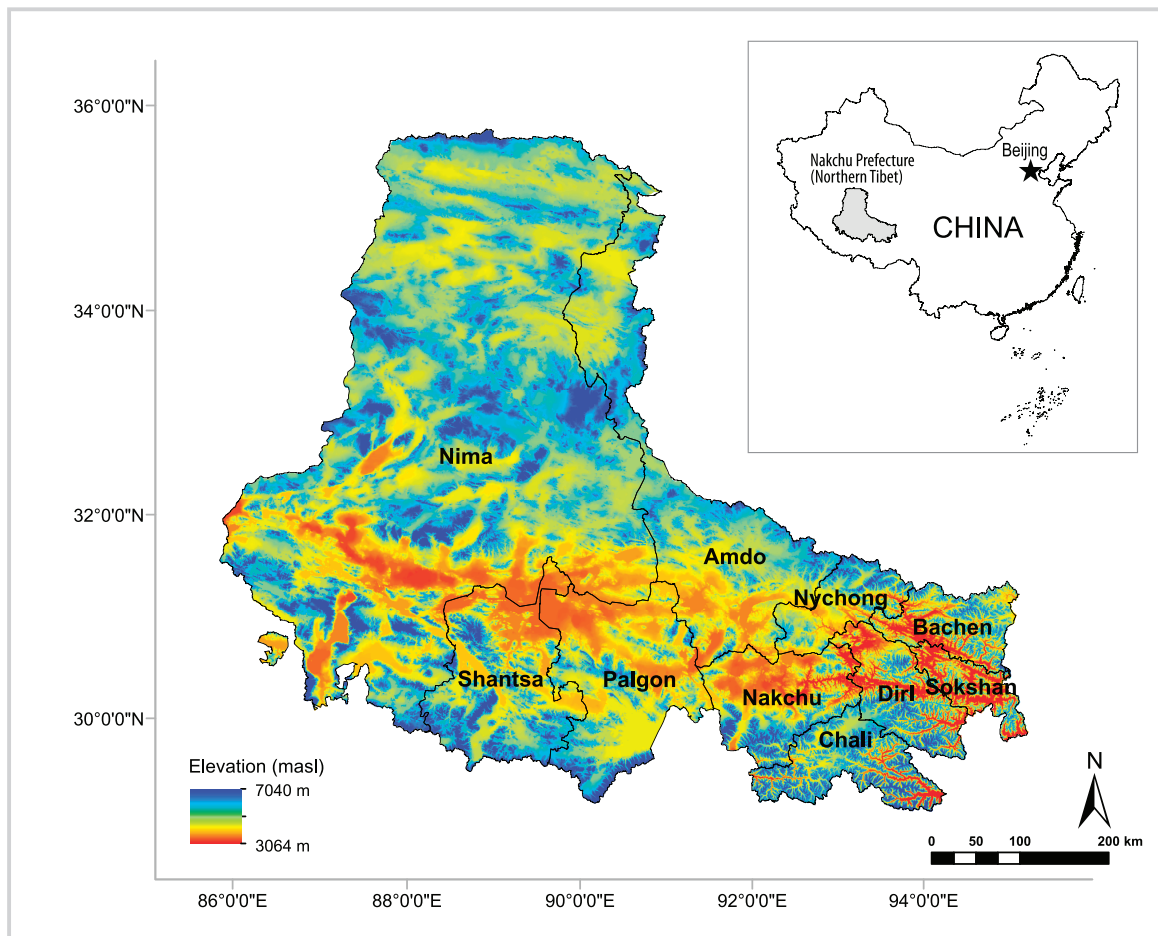 36°0'0"N
34°0'0"N
32°0'0"N
30°0'0"N
Nakchu Prefecture
(Northern Tibet)
Beijing
CHINA
Nima
Amdo
Nychong
Bachen
Shantsa
Palgon
Nakchu
Dirl
Sokshan
Chali
Elevation (masl)
7040 m
3064 m
N
0 50 100 200 km
86°0'0"E 88°0'0"E 90°0'0"E 92°0'0"E 94°0'0"E